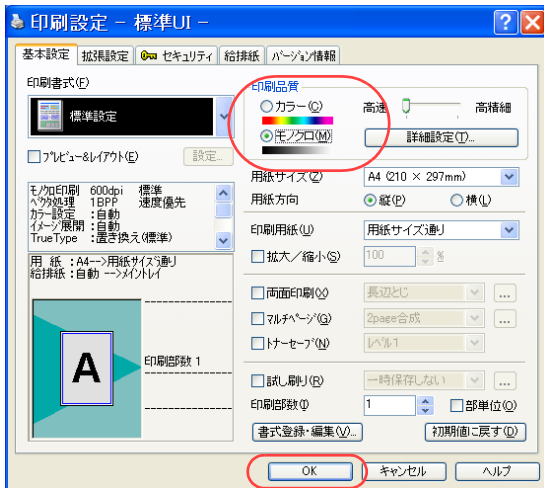 印刷設定 - 標準UI -
基本設定 拡張設定 セキュリティ 給排紙 バージョン情報
印刷書式(F)
標準設定
プレビュー&レイアウト(E) 設定...
モノクロ印刷 600dpi 標準
ベクタ処理 1BPP 速度優先
カラー設定 :自動
イメージ展開 :自動
TrueType :置き換え(標準)
用 紙 :A4-->用紙サイズ通り
給排紙 :自動 -->メイントレイ
A
印刷部数 1
印刷品質
カラー(C) 高速 高精細
モノクロ(M) 詳細設定(T)...
用紙サイズ(Z) A4 (210 × 297mm)
用紙方向 縦(P) 横(L)
印刷用紙(U) 用紙サイズ通り
拡大/縮小(S) 100 %
両面印刷(X) 長辺とじ ...
マルチページ(G) 2page合成 ...
トナーセーブ(N) レベル1
試し刷り(R) 一時保存しない ...
印刷部数(I) 1 部単位(O)
書式登録・編集(V)... 初期値に戻す(D)
OK キャンセル ヘルプ